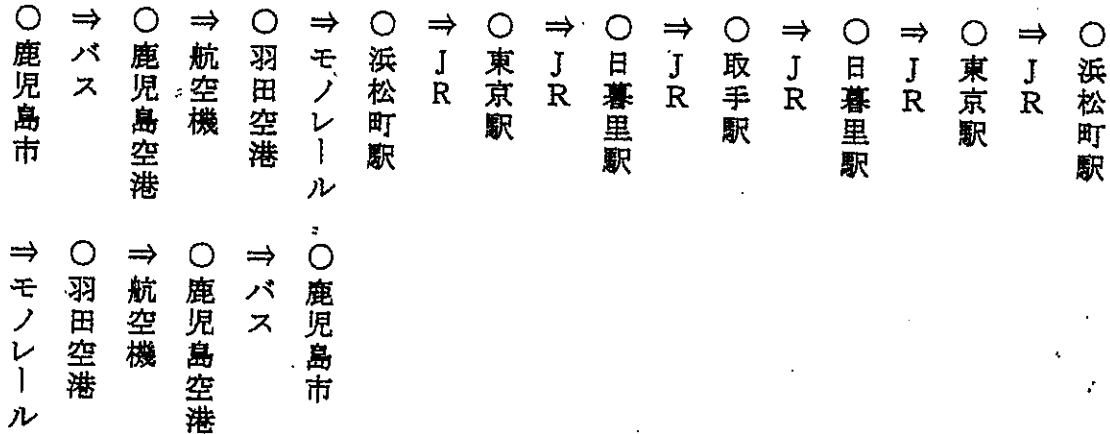 ○鹿児島市
⇒バス
○鹿児島空港
⇒航空機
○羽田空港
⇒モノレール
○浜松町駅
⇒JR
○東京駅
⇒JR
○日暮里駅
⇒JR
○取手駅
⇒JR
○日暮里駅
⇒JR
○東京駅
⇒JR
○浜松町駅
⇒モノレール
○羽田空港
⇒航空機
○鹿児島空港
⇒バス
○鹿児島市